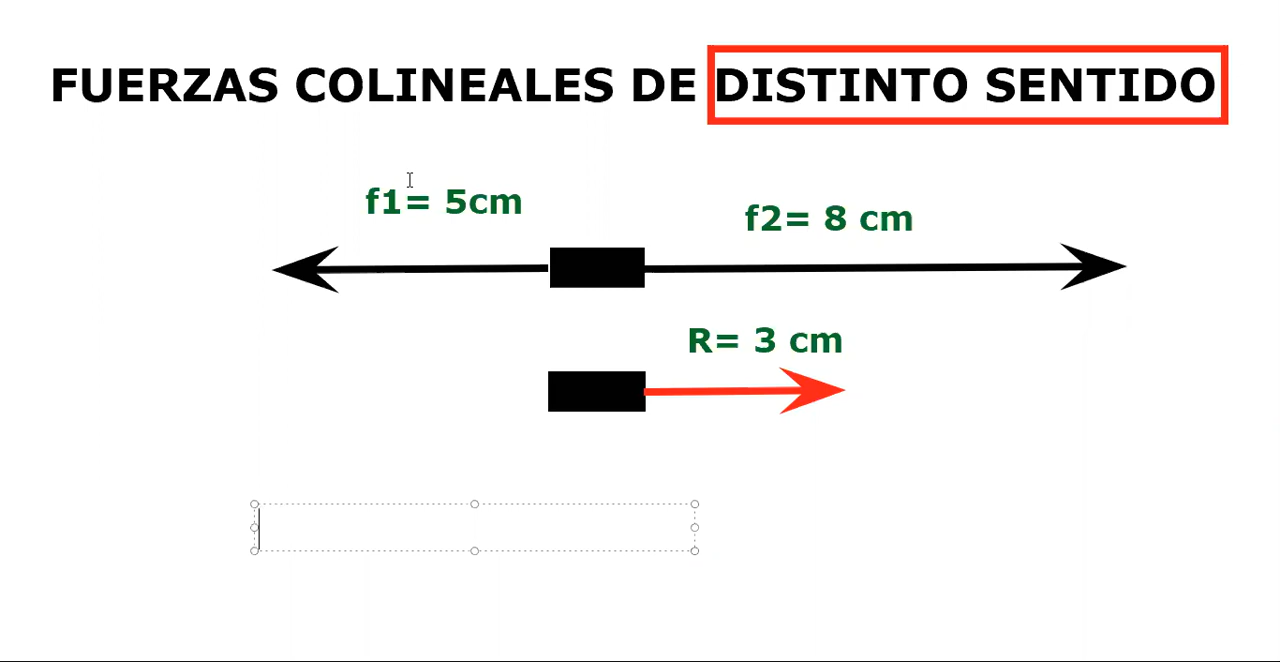 FUERZAS COLINEALES DE DISTINTO SENTIDO
f1= 5cm
f2= 8 cm
R= 3 cm